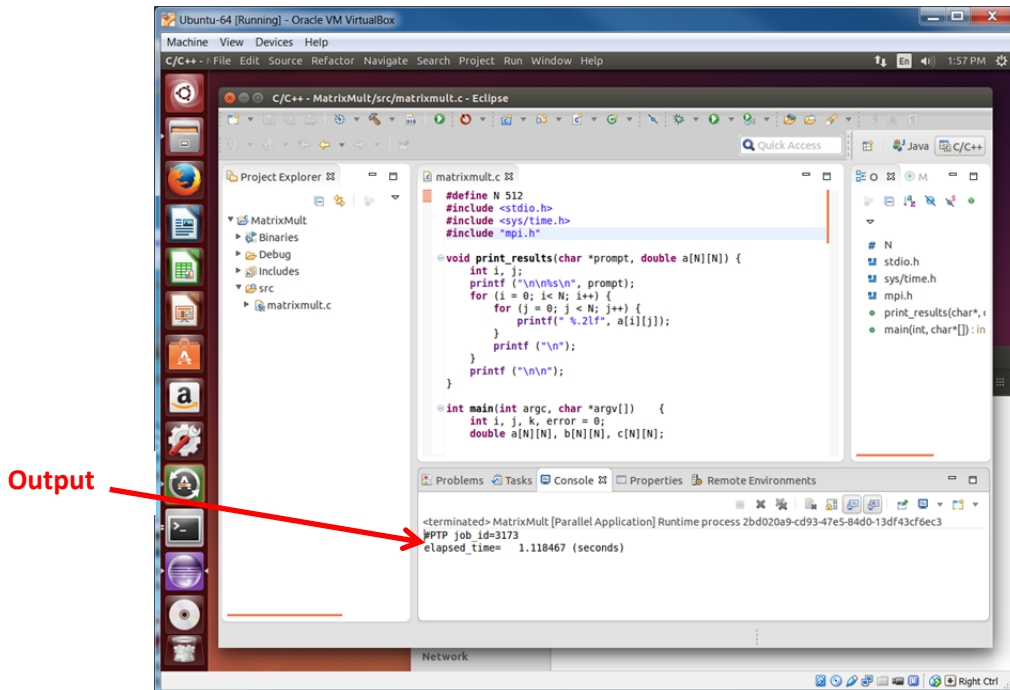 Ubuntu-64 [Running] - Oracle VM VirtualBox
Machine View Devices Help
C/C++ - File Edit Source Refactor Navigate Search Project Run Window Help
En 1:57 PM
C/C++ - MatrixMult/src/matrixmult.c - Eclipse
Quick Access
Java C/C++
Project Explorer
MatrixMult
Binaries
Debug
Includes
src
matrixmult.c
matrixmult.c
#define N 512
#include <stdio.h>
#include <sys/time.h>
#include "mpi.h"
void print_results(char *prompt, double a[N][N]) {
int i, j;
printf ("\n\n%s\n", prompt);
for (i = 0; i< N; i++) {
for (j = 0; j < N; j++) {
printf(" %.2lf", a[i][j]);
}
printf ("\n");
}
printf ("\n\n");
}
int main(int argc, char *argv[]) {
int i, j, k, error = 0;
double a[N][N], b[N][N], c[N][N];
O M
# N
stdio.h
sys/time.h
mpi.h
print_results(char*,
main(int, char*[]) : in
Output
Problems Tasks Console Properties Remote Environments
<terminated> MatrixMult [Parallel Application] Runtime process 2bd020a9-cd93-47e5-84d0-13df43cf6ec3
#PTP job_id=3173
elapsed_time= 1.118467 (seconds)
Network
Right Ctrl